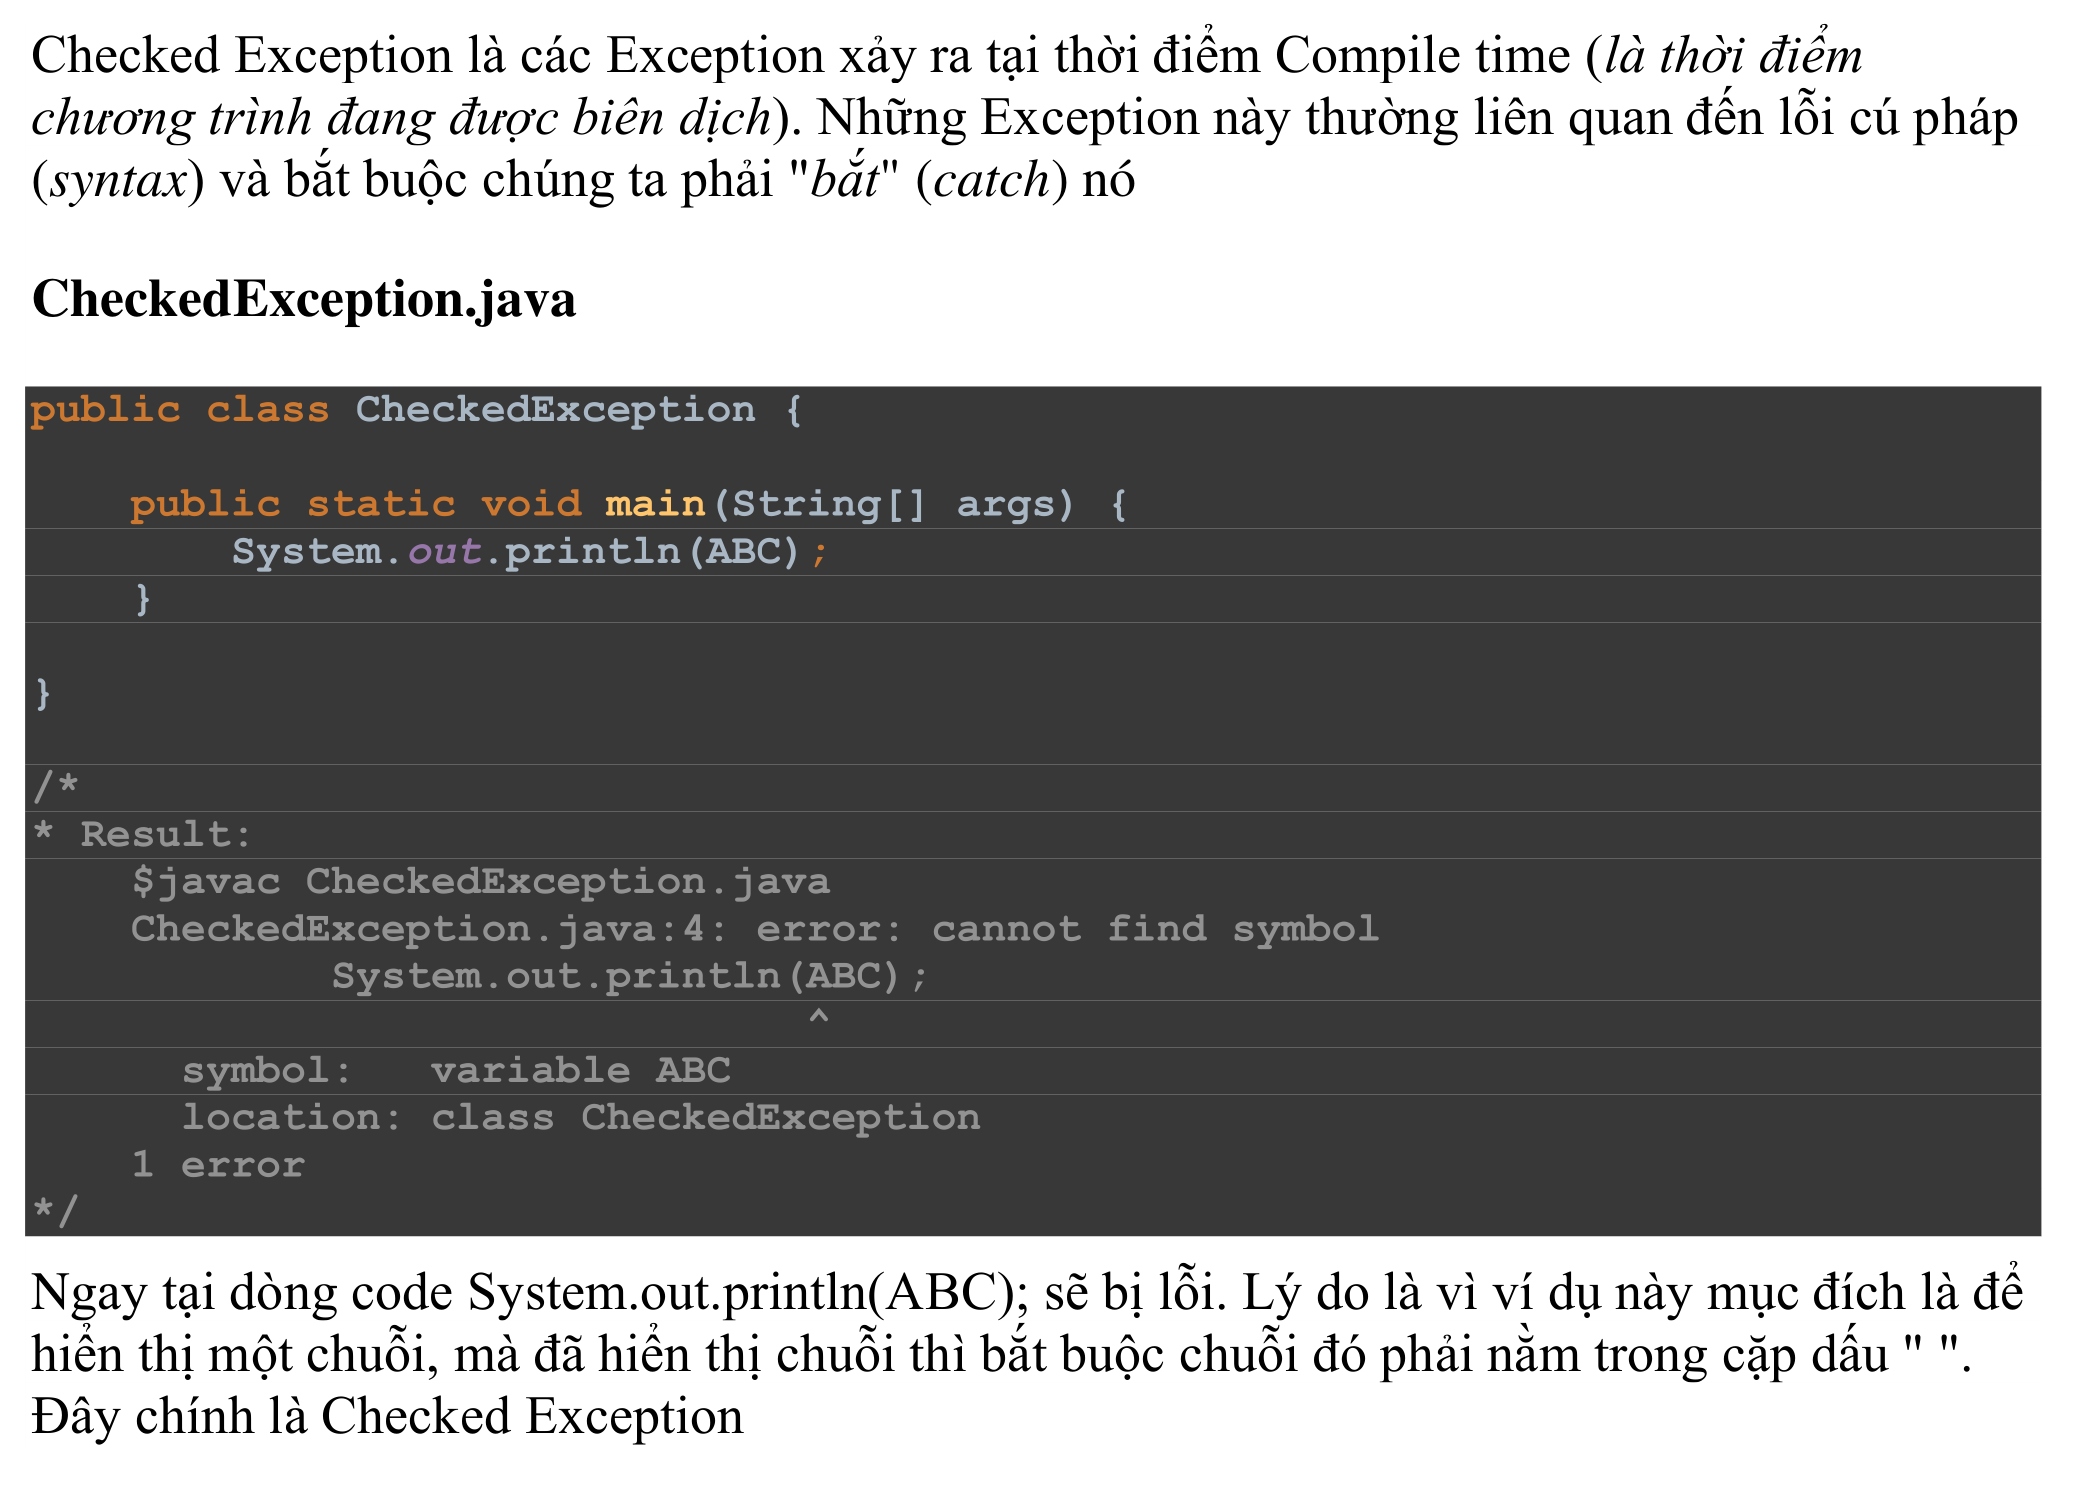 Checked Exception là các Exception xảy ra tại thời điểm Compile time (là thời điểm
chương trình đang được biên dịch). Những Exception này thường liên quan đến lỗi cú pháp
(syntax) và bắt buộc chúng ta phải "bắt" (catch) nó
CheckedException.java
public class CheckedException {
    public static void main(String[] args) {
        System.out.println(ABC);
    }
}
/*
* Result:
    $javac CheckedException.java
    CheckedException.java:4: error: cannot find symbol
            System.out.println(ABC);
                               ^
      symbol:   variable ABC
      location: class CheckedException
    1 error
*/
Ngay tại dòng code System.out.println(ABC); sẽ bị lỗi. Lý do là vì ví dụ này mục đích là để
hiển thị một chuỗi, mà đã hiển thị chuỗi thì bắt buộc chuỗi đó phải nằm trong cặp dấu " ".
Đây chính là Checked Exception